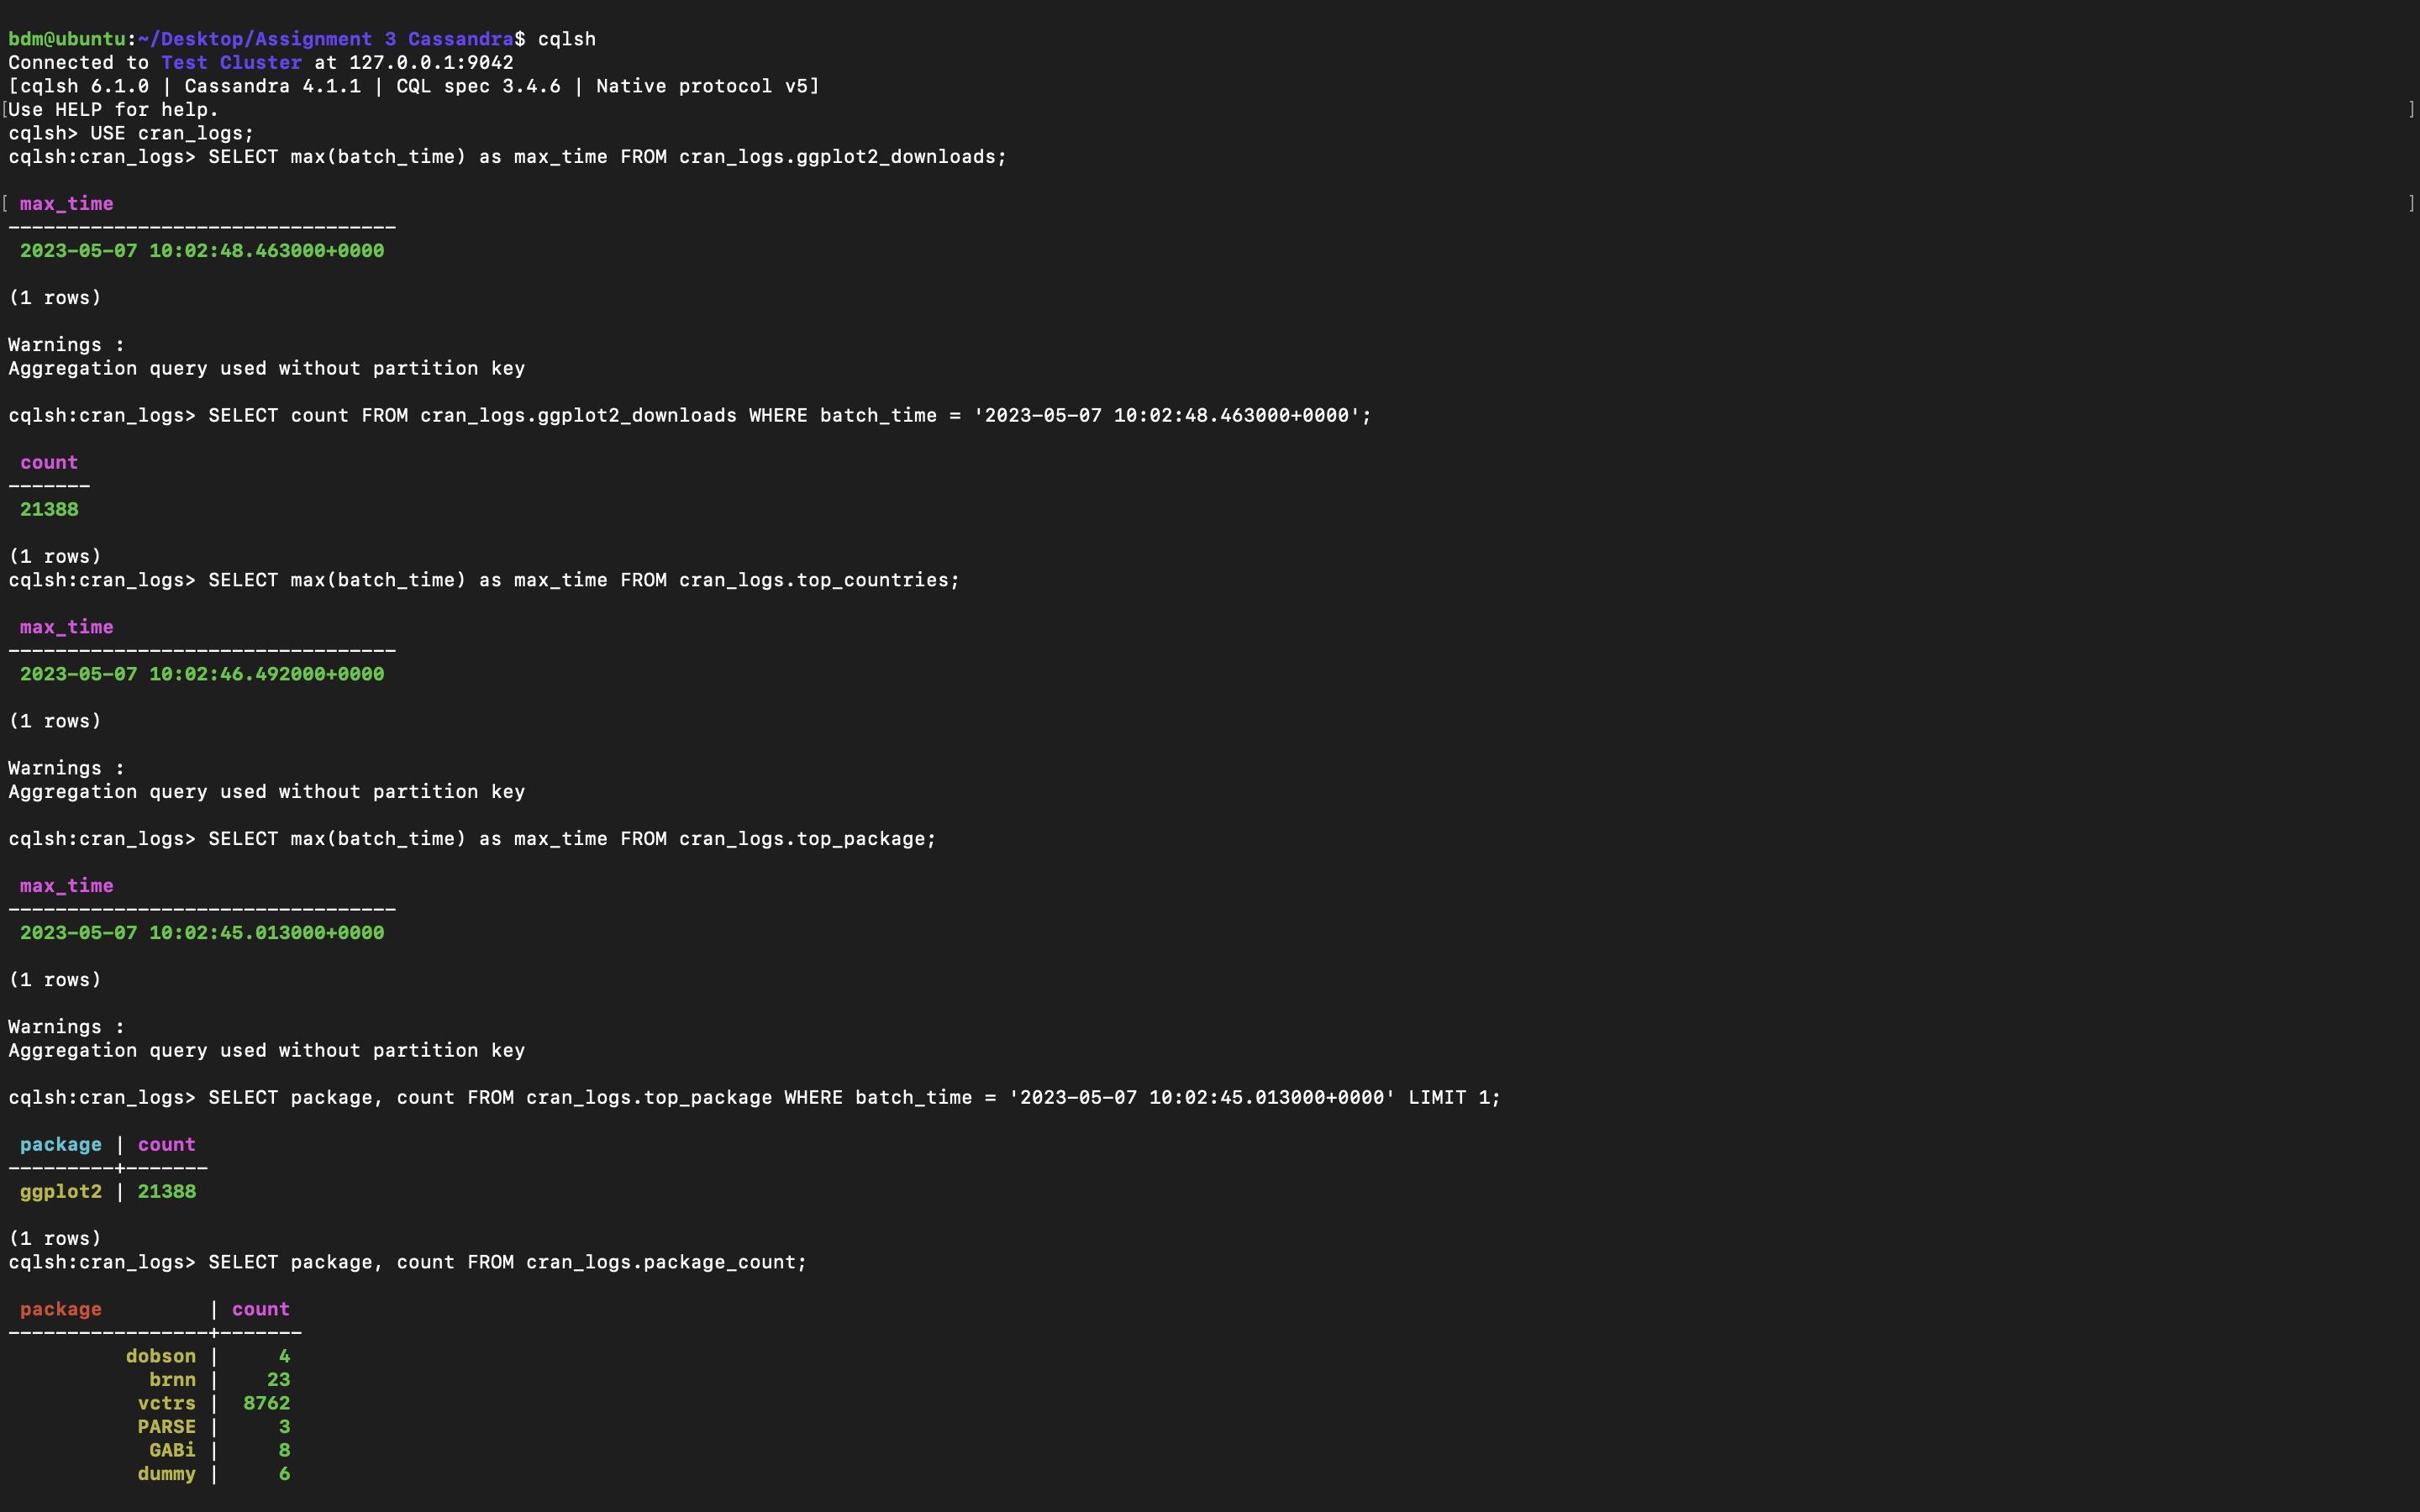 bdm@ubuntu:~/Desktop/Assignment 3 Cassandra$ cqlsh
Connected to Test Cluster at 127.0.0.1:9042
[cqlsh 6.1.0 | Cassandra 4.1.1 | CQL spec 3.4.6 | Native protocol v5]
[Use HELP for help. ]
cqlsh> USE cran_logs;
cqlsh:cran_logs> SELECT max(batch_time) as max_time FROM cran_logs.ggplot2_downloads;
[ max_time ]
---------------------------------
2023-05-07 10:02:48.463000+0000
(1 rows)
Warnings :
Aggregation query used without partition key
cqlsh:cran_logs> SELECT count FROM cran_logs.ggplot2_downloads WHERE batch_time = '2023-05-07 10:02:48.463000+0000';
count
-------
21388
(1 rows)
cqlsh:cran_logs> SELECT max(batch_time) as max_time FROM cran_logs.top_countries;
max_time
---------------------------------
2023-05-07 10:02:46.492000+0000
(1 rows)
Warnings :
Aggregation query used without partition key
cqlsh:cran_logs> SELECT max(batch_time) as max_time FROM cran_logs.top_package;
max_time
---------------------------------
2023-05-07 10:02:45.013000+0000
(1 rows)
Warnings :
Aggregation query used without partition key
cqlsh:cran_logs> SELECT package, count FROM cran_logs.top_package WHERE batch_time = '2023-05-07 10:02:45.013000+0000' LIMIT 1;
package | count
---------+-------
ggplot2 | 21388
(1 rows)
cqlsh:cran_logs> SELECT package, count FROM cran_logs.package_count;
package | count
-----------------+-------
dobson | 4
brnn | 23
vctrs | 8762
PARSE | 3
GABi | 8
dummy | 6